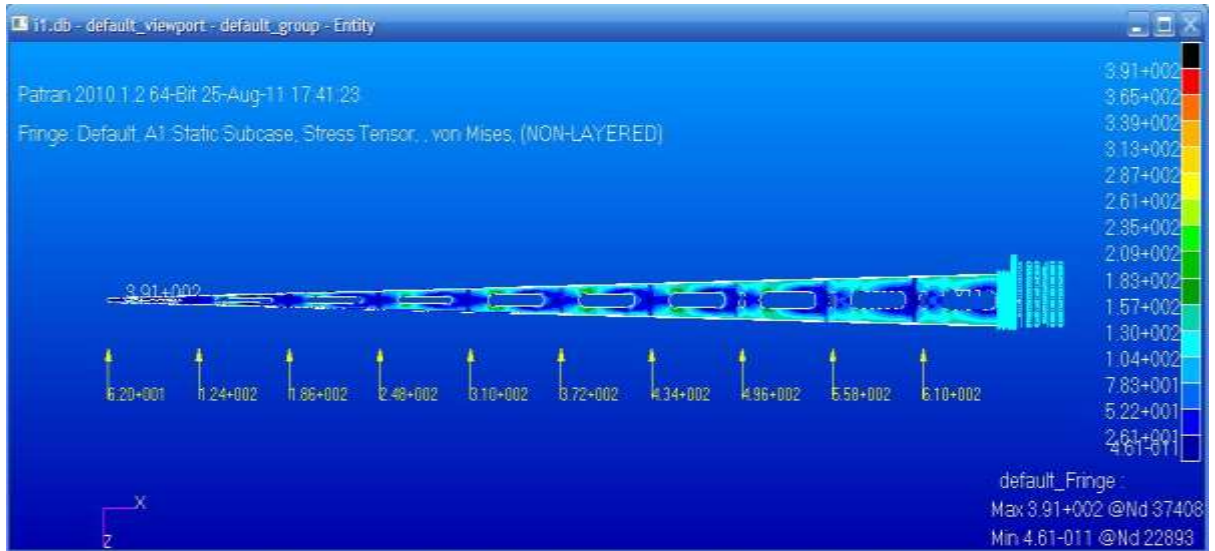 i1.db - default_viewport - default_group - Entity
Patran 2010.1.2 64-Bit 25-Aug-11 17:41:23
Fringe: Default, A1:Static Subcase, Stress Tensor, , von Mises, (NON-LAYERED)
3.91+002
3.65+002
3.39+002
3.13+002
2.87+002
2.61+002
2.35+002
2.09+002
1.83+002
1.57+002
1.30+002
1.04+002
7.83+001
5.22+001
2.61+001
4.61-011
3.91+002
6.20+001 1.24+002 1.86+002 2.48+002 3.10+002 3.72+002 4.34+002 4.96+002 5.58+002 6.10+002
X
Z
default_Fringe :
Max 3.91+002 @Nd 37408
Min 4.61-011 @Nd 22893